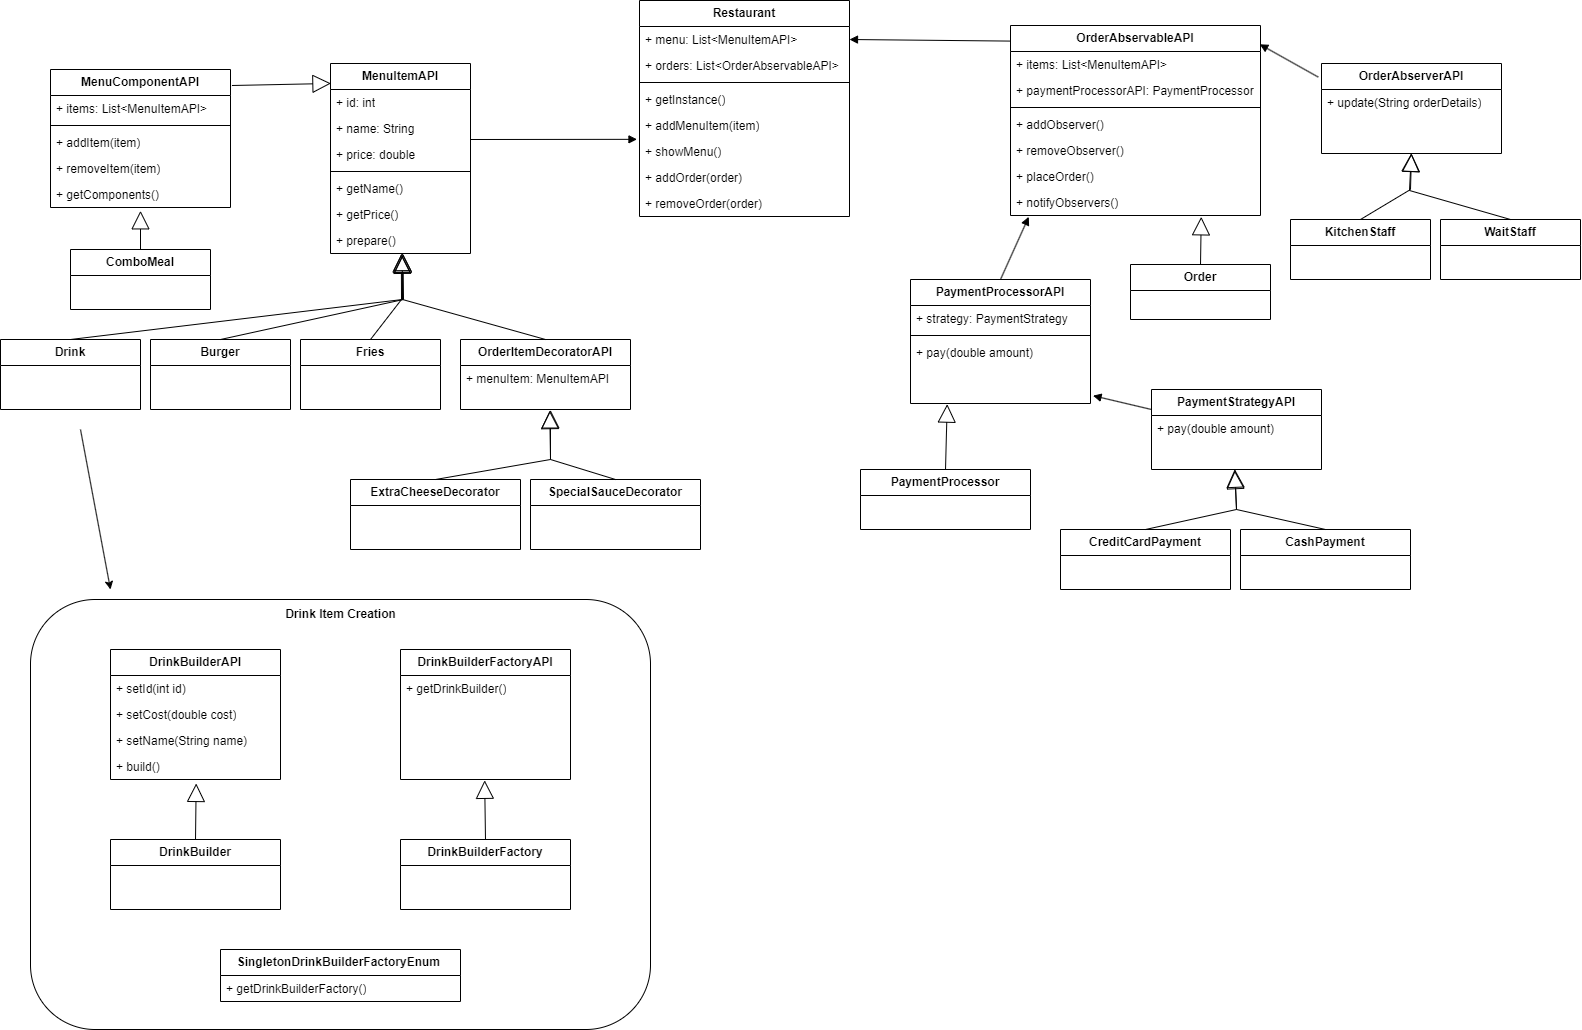 Restaurant
+ menu: List<MenuItemAPI>
+ orders: List<OrderAbservableAPI>
+ getInstance()
+ addMenuItem(item)
+ showMenu()
+ addOrder(order)
+ removeOrder(order)
MenuComponentAPI
+ items: List<MenuItemAPI>
+ addItem(item)
+ removeItem(item)
+ getComponents()
ComboMeal
MenuItemAPI
+ id: int
+ name: String
+ price: double
+ getName()
+ getPrice()
+ prepare()
OrderAbservableAPI
+ items: List<MenuItemAPI>
+ paymentProcessorAPI: PaymentProcessor
+ addObserver()
+ removeObserver()
+ placeOrder()
+ notifyObservers()
OrderAbserverAPI
+ update(String orderDetails)
KitchenStaff
WaitStaff
Order
PaymentProcessorAPI
+ strategy: PaymentStrategy
+ pay(double amount)
PaymentProcessor
PaymentStrategyAPI
+ pay(double amount)
CreditCardPayment
CashPayment
Drink
Burger
Fries
OrderItemDecoratorAPI
+ menuItem: MenuItemAPI
ExtraCheeseDecorator
SpecialSauceDecorator
Drink Item Creation
DrinkBuilderAPI
+ setId(int id)
+ setCost(double cost)
+ setName(String name)
+ build()
DrinkBuilderFactoryAPI
+ getDrinkBuilder()
DrinkBuilder
DrinkBuilderFactory
SingletonDrinkBuilderFactoryEnum
+ getDrinkBuilderFactory()